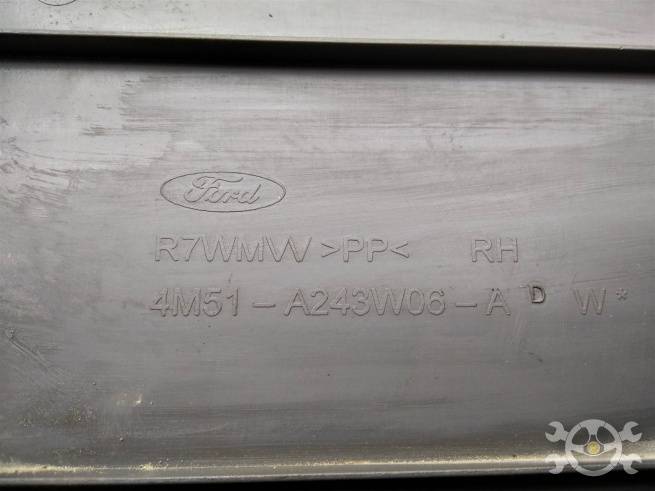 Ford
R7WMW >PP< RH
4M51-A243W06-A D W*